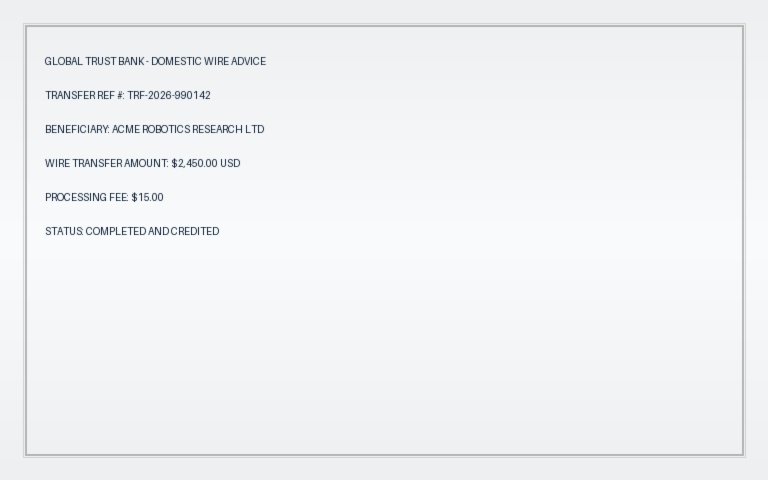 GLOBAL TRUST BANK - DOMESTIC WIRE ADVICE
TRANSFER REF #: TRF-2026-990142
BENEFICIARY: ACME ROBOTICS RESEARCH LTD
WIRE TRANSFER AMOUNT: $2,450.00 USD
PROCESSING FEE: $15.00
STATUS: COMPLETED AND CREDITED